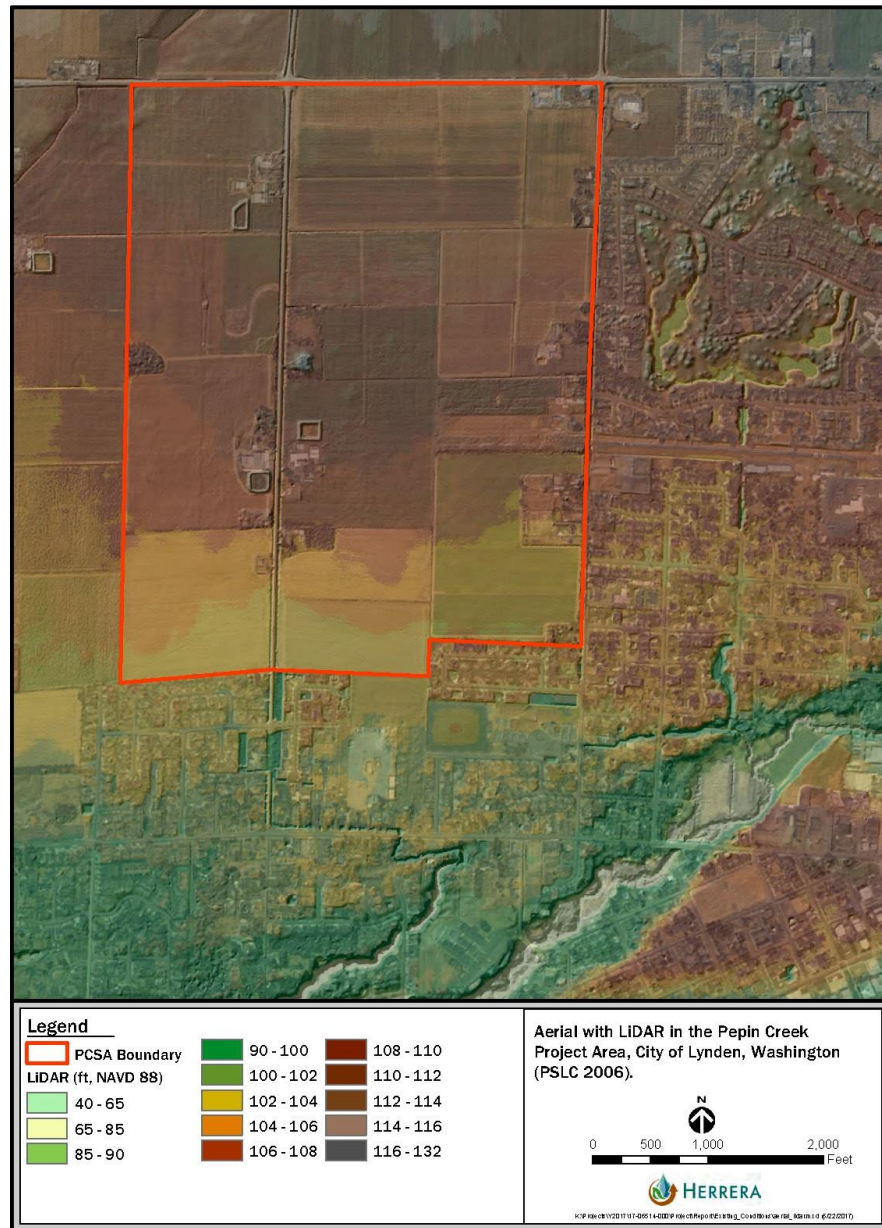 Legend
PCSA Boundary
LiDAR (ft, NAVD 88)
40 - 65
65 - 85
85 - 90
90 - 100
100 - 102
102 - 104
104 - 106
106 - 108
108 - 110
110 - 112
112 - 114
114 - 116
116 - 132
Aerial with LiDAR in the Pepin Creek
Project Area, City of Lynden, Washington
(PSLC 2006).
N
0 500 1,000 2,000
Feet
HERRERA